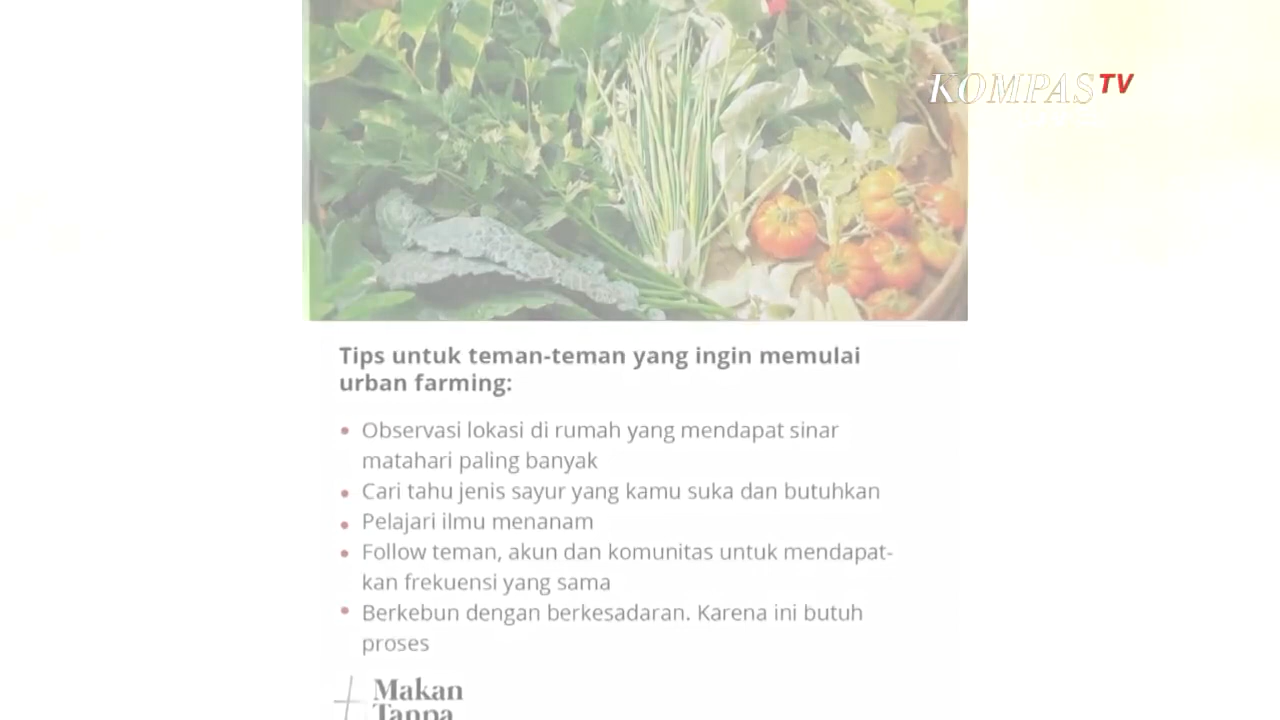 KOMPAS TV
Tips untuk teman-teman yang ingin memulai
urban farming:
• Observasi lokasi di rumah yang mendapat sinar
matahari paling banyak
• Cari tahu jenis sayur yang kamu suka dan butuhkan
• Pelajari ilmu menanam
• Follow teman, akun dan komunitas untuk mendapat-
kan frekuensi yang sama
• Berkebun dengan berkesadaran. Karena ini butuh
proses
Makan
Tanpa